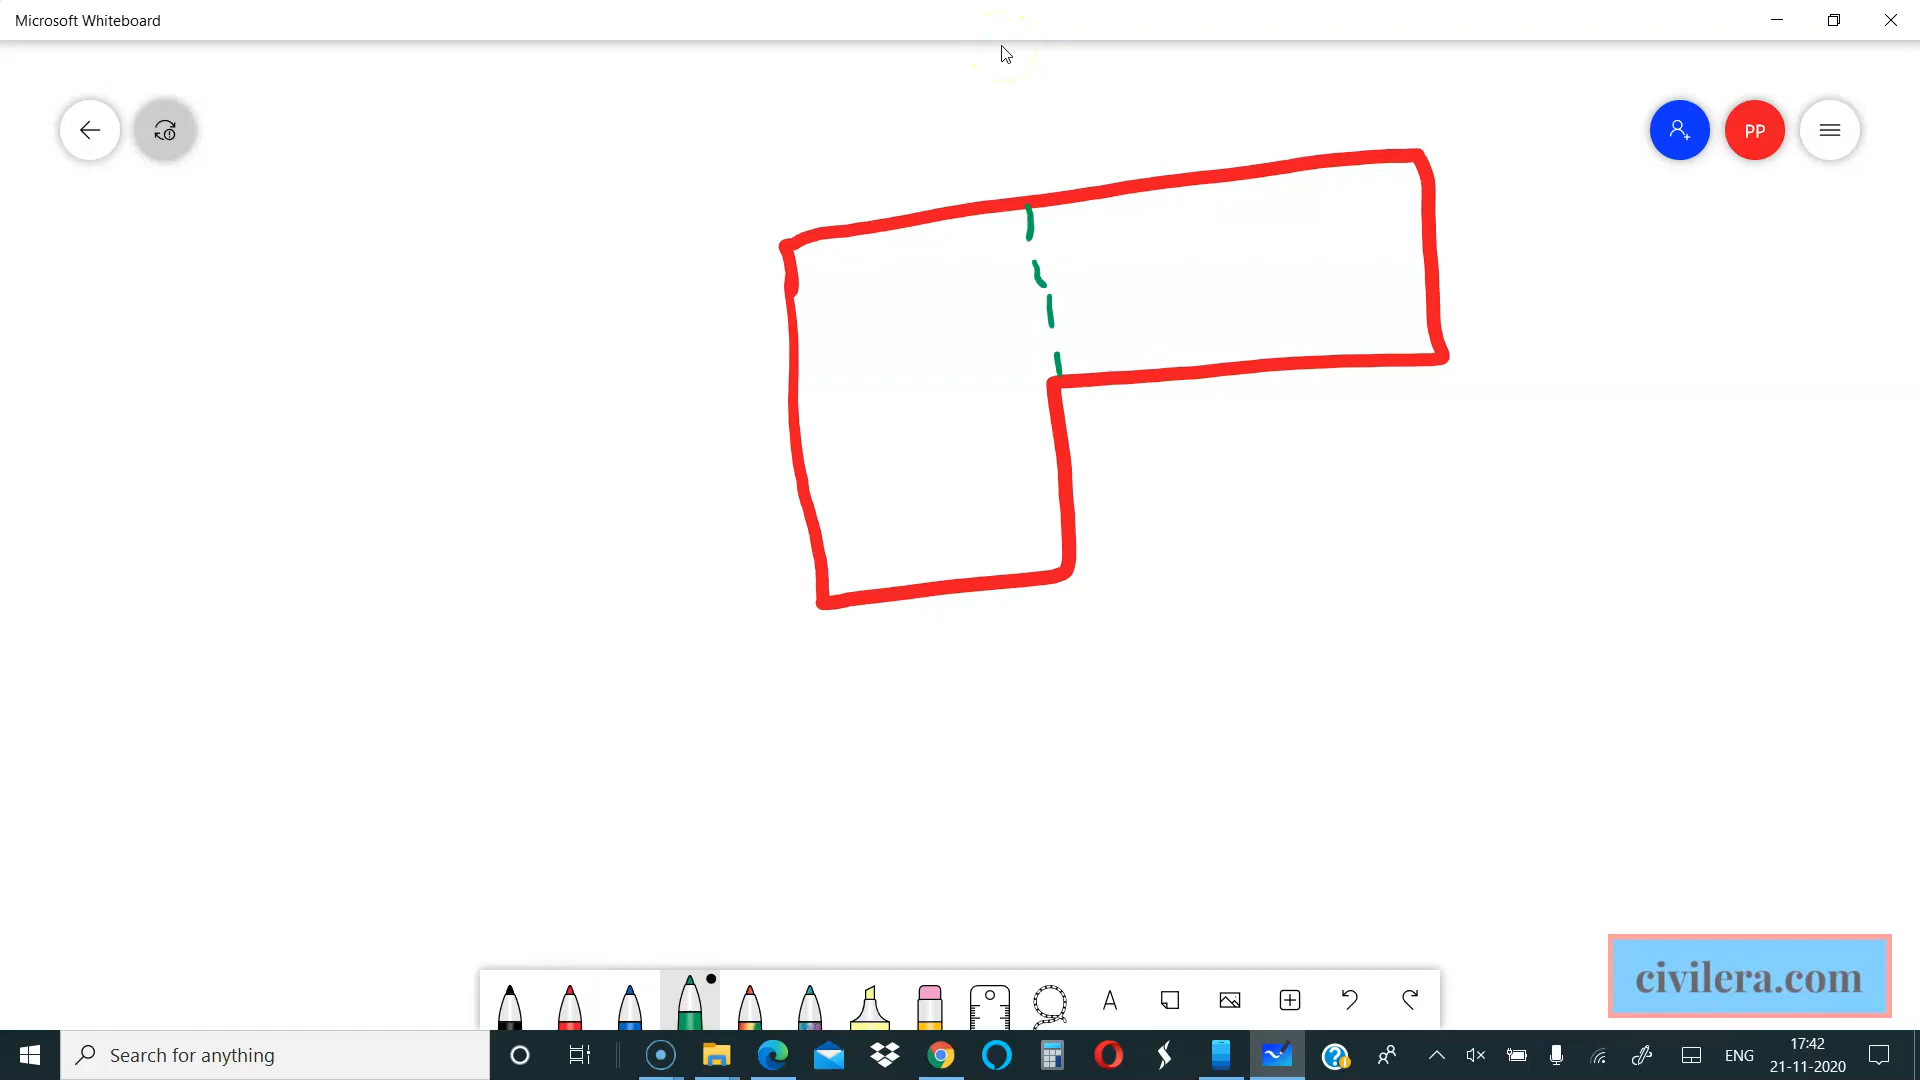 Microsoft Whiteboard
PP
civilera.com
A
Search for anything
ENG
17:42
21-11-2020